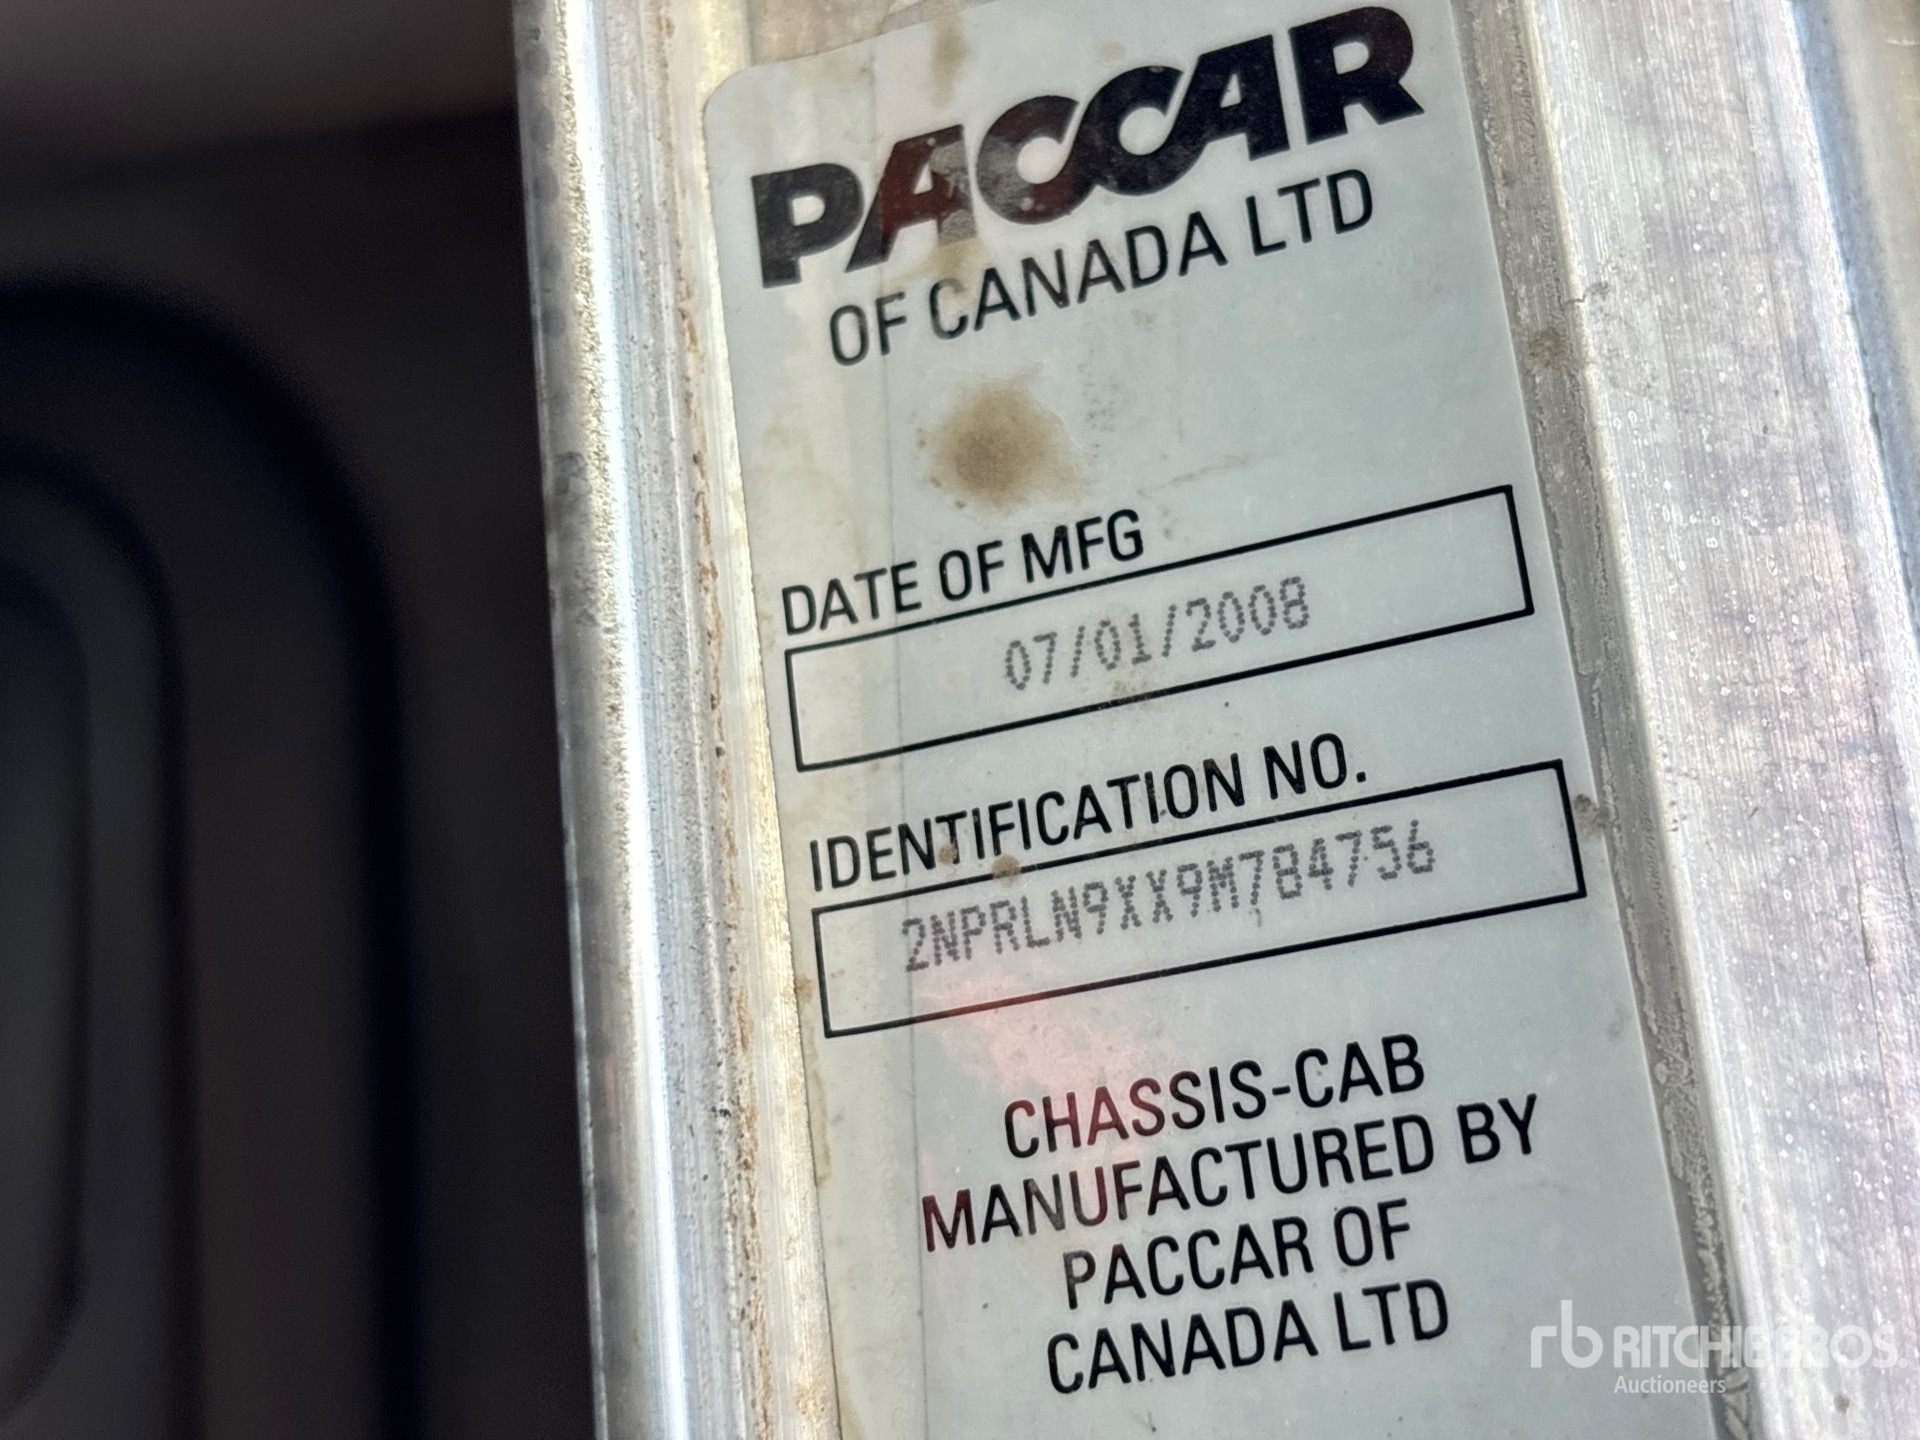 PACCAR
OF CANADA LTD
DATE OF MFG
07/01/2008
IDENTIFICATION NO.
2NPRLN9XX9M784756
CHASSIS-CAB
MANUFACTURED BY
PACCAR OF
CANADA LTD
rb RITCHIE BROS.
Auctioneers